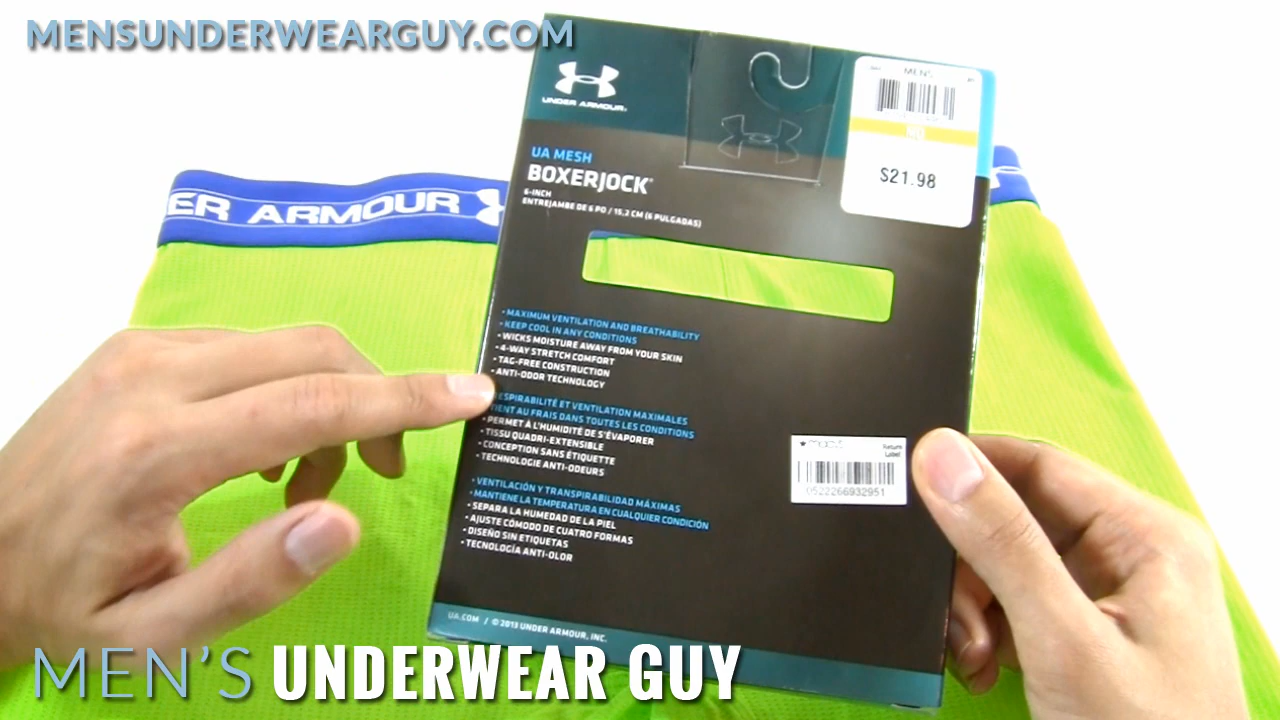 MENSUNDERWEARGUY.COM
UNDER ARMOUR.
MEN'S
$21.98
UA MESH
BOXERJOCK®
6-INCH
ENTREJAMBE DE 6 PO / 15,2 CM (6 PULGADAS)
ER ARMOUR
• MAXIMUM VENTILATION AND BREATHABILITY
• KEEP COOL IN ANY CONDITIONS
• WICKS MOISTURE AWAY FROM YOUR SKIN
• 4-WAY STRETCH COMFORT
• TAG-FREE CONSTRUCTION
• ANTI-ODOR TECHNOLOGY
ESPIRABILITÉ ET VENTILATION MAXIMALES
TIENT AU FRAIS DANS TOUTES LES CONDITIONS
• PERMET À L'HUMIDITÉ DE S'ÉVAPORER
• TISSU QUADRI-EXTENSIBLE
• CONCEPTION SANS ÉTIQUETTE
• TECHNOLOGIE ANTI-ODEURS
macy's Return
Label
0522266932951
• VENTILACIÓN Y TRANSPIRABILIDAD MÁXIMAS
• MANTIENE LA TEMPERATURA EN CUALQUIER CONDICIÓN
• SEPARA LA HUMEDAD DE LA PIEL
• AJUSTE CÓMODO DE CUATRO FORMAS
• DISEÑO SIN ETIQUETAS
• TECNOLOGÍA ANTI-OLOR
UA.COM / © 2013 UNDER ARMOUR, INC.
MEN'S UNDERWEAR GUY